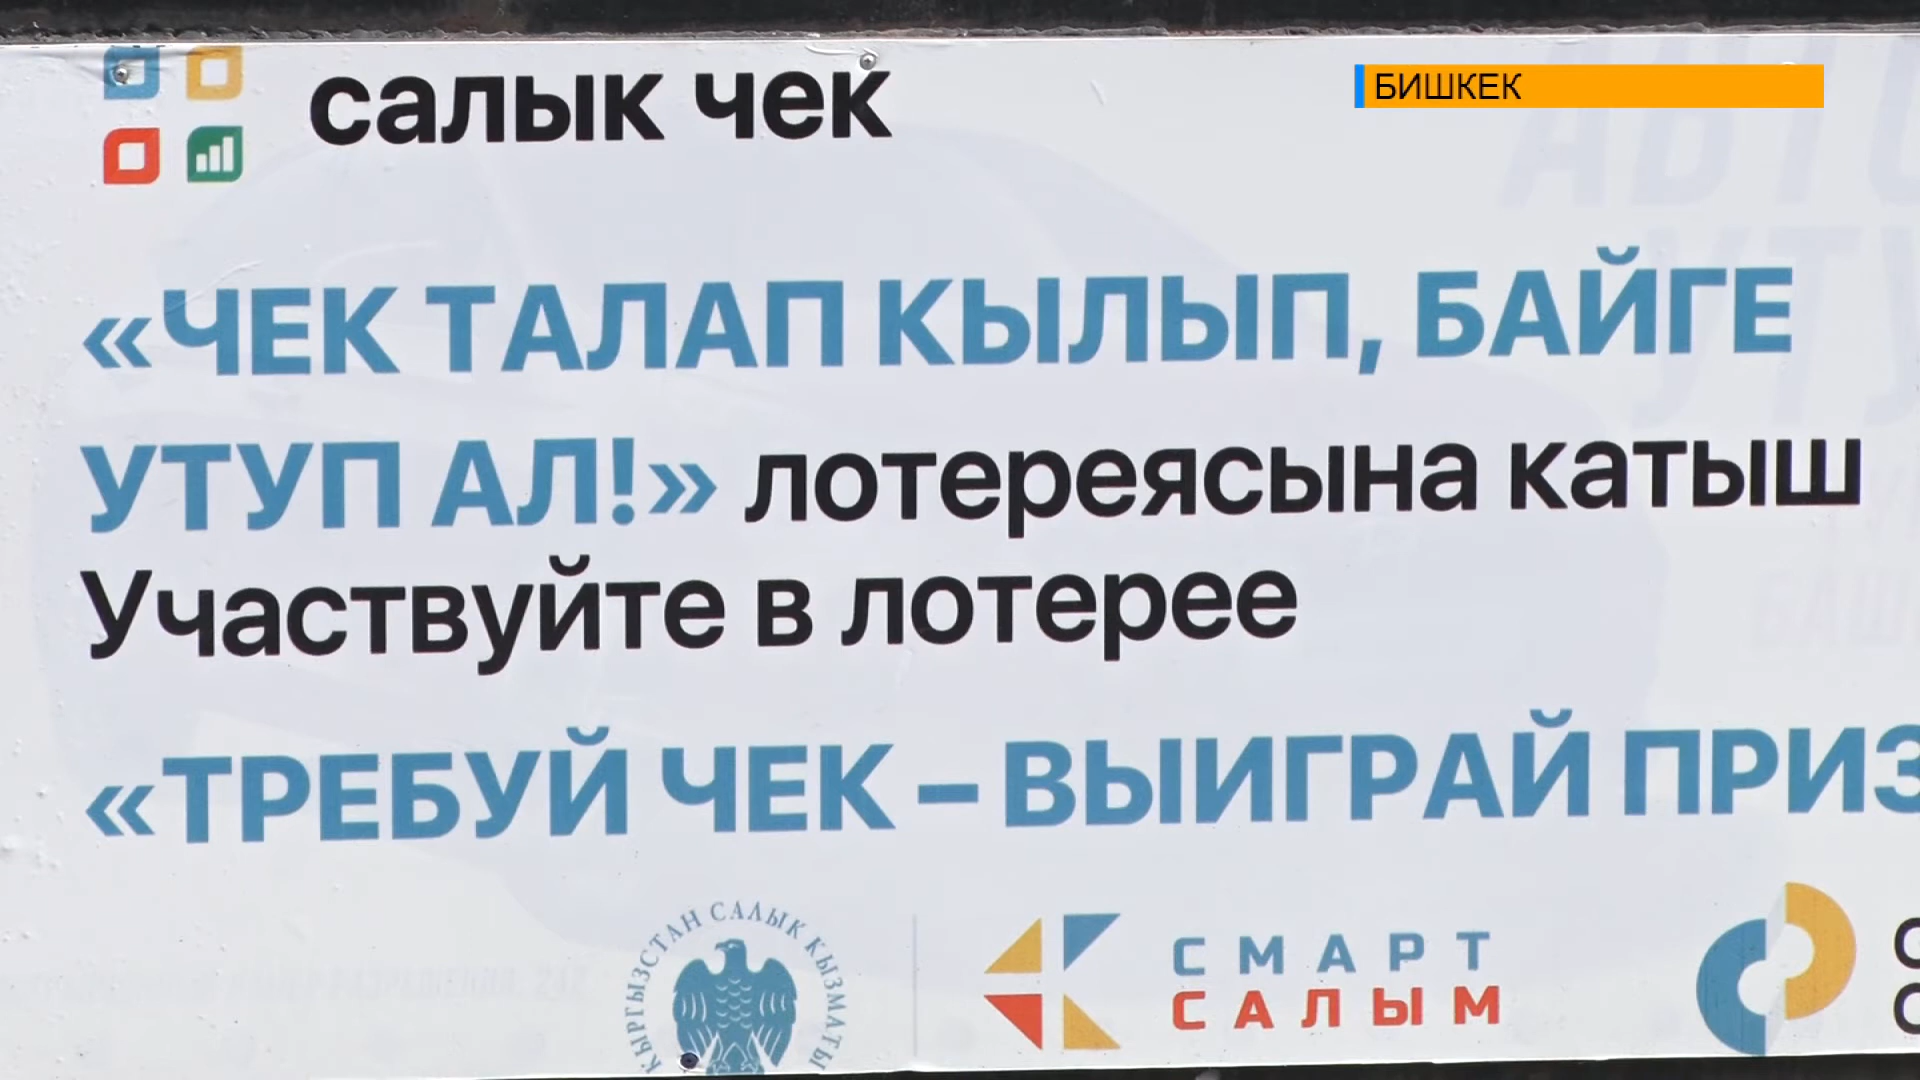 салык чек
БИШКЕК
«ЧЕК ТАЛАП КЫЛЫП, БАЙГЕ
УТУП АЛ!» лотереясына катыш
Участвуйте в лотерее
«ТРЕБУЙ ЧЕК – ВЫИГРАЙ ПРИЗ
КЫРГЫЗСТАН САЛЫК КЫЗМАТЫ
СМАРТ
САЛЫМ